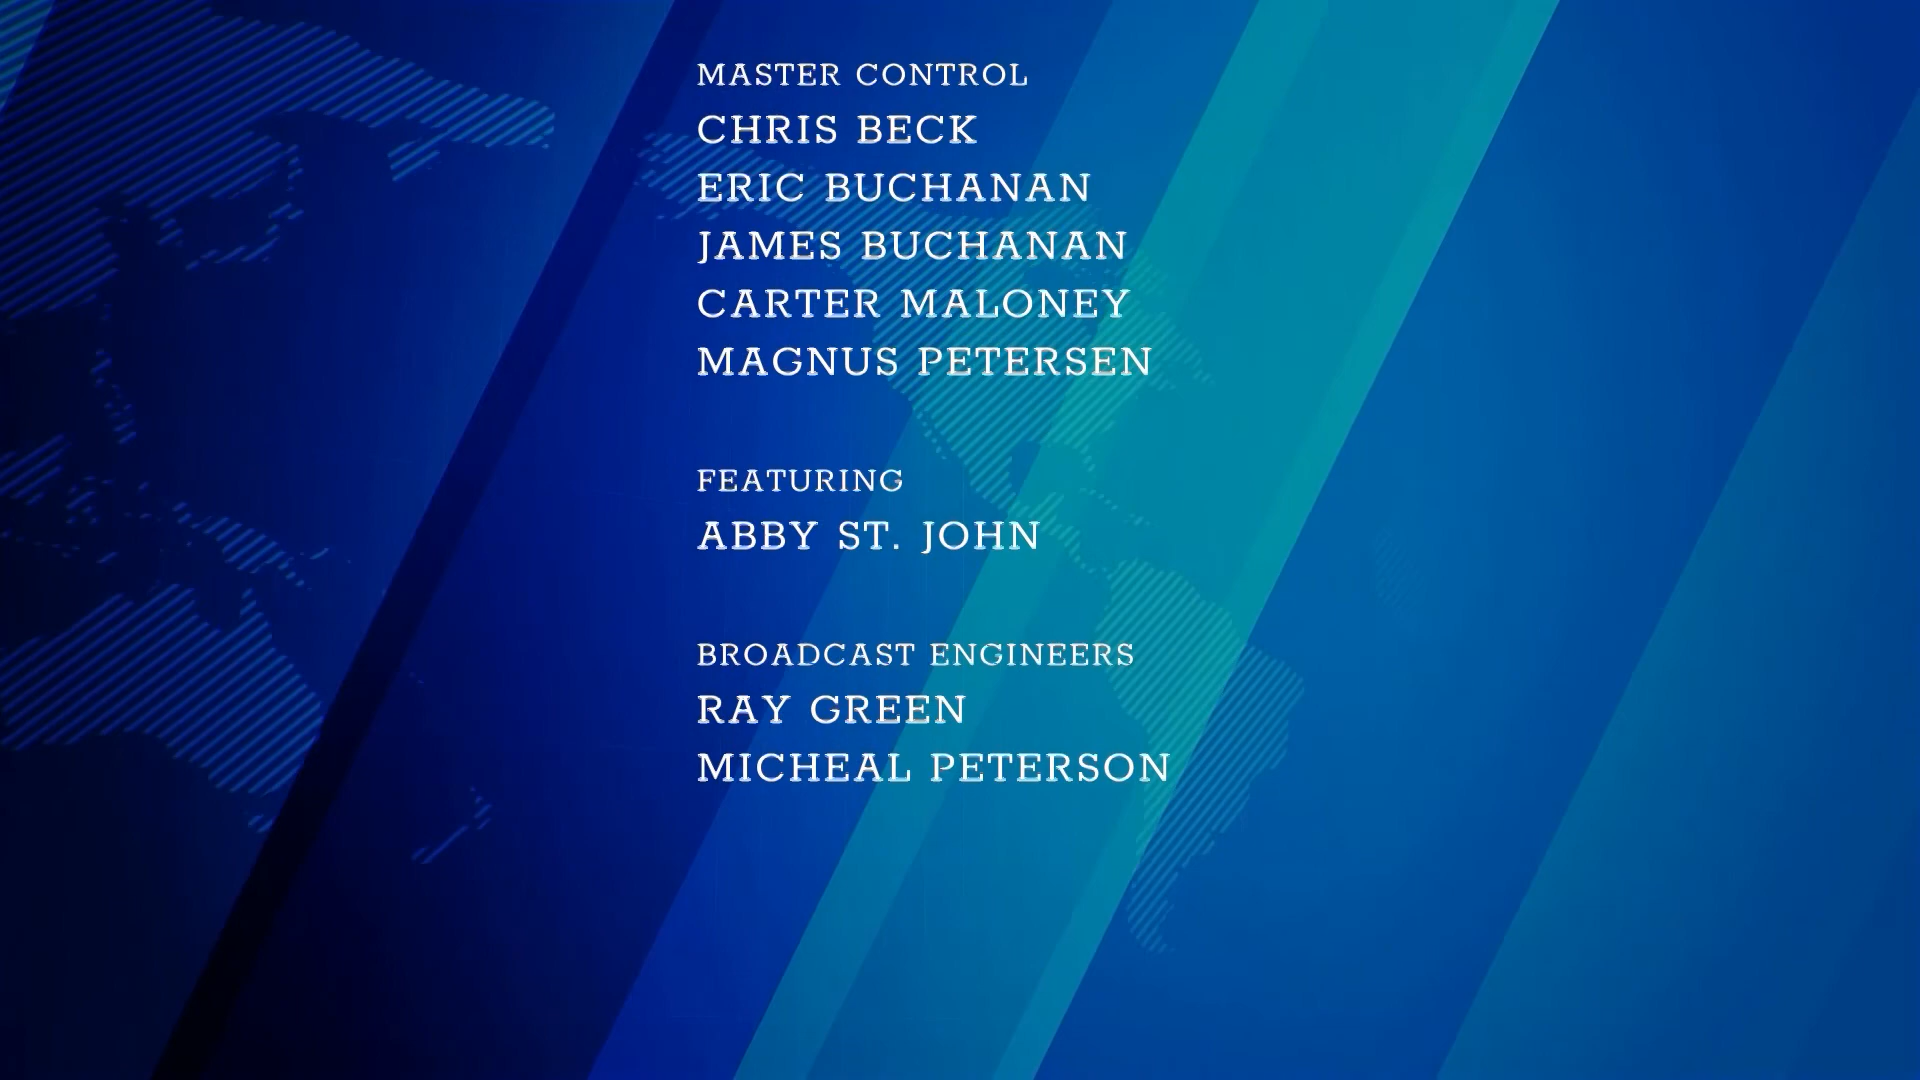 MASTER CONTROL
CHRIS BECK
ERIC BUCHANAN
JAMES BUCHANAN
CARTER MALONEY
MAGNUS PETERSEN
FEATURING
ABBY ST. JOHN
BROADCAST ENGINEERS
RAY GREEN
MICHEAL PETERSON